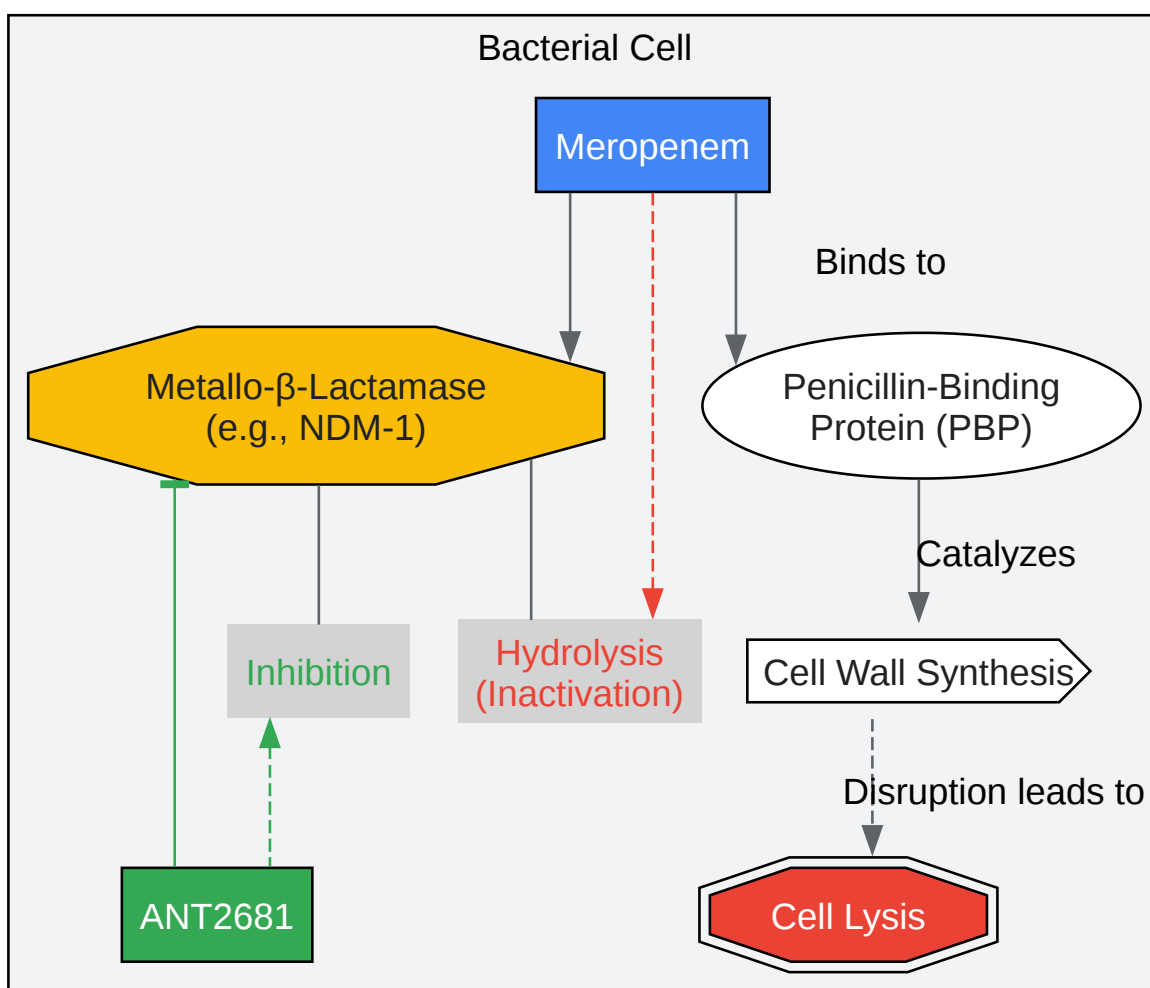 Bacterial Cell
Meropenem
Binds to
Metallo-β-Lactamase
(e.g., NDM-1)
Penicillin-Binding
Protein (PBP)
Catalyzes
Inhibition
Hydrolysis
(Inactivation)
Cell Wall Synthesis
Disruption leads to
ANT2681
Cell Lysis